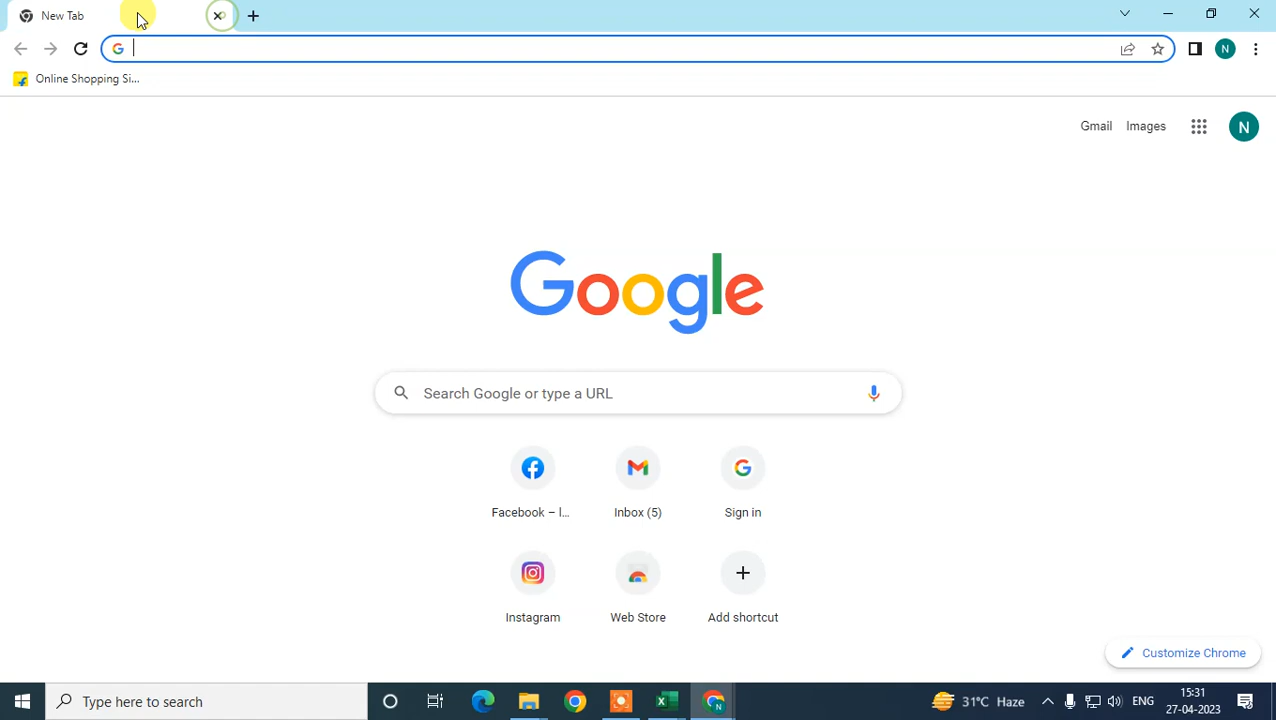 New Tab
Online Shopping Si...
Gmail Images
N
Google
Search Google or type a URL
Facebook – l...
Inbox (5)
Sign in
Instagram
Web Store
Add shortcut
Customize Chrome
Type here to search
31°C Haze
ENG
15:31
27-04-2023